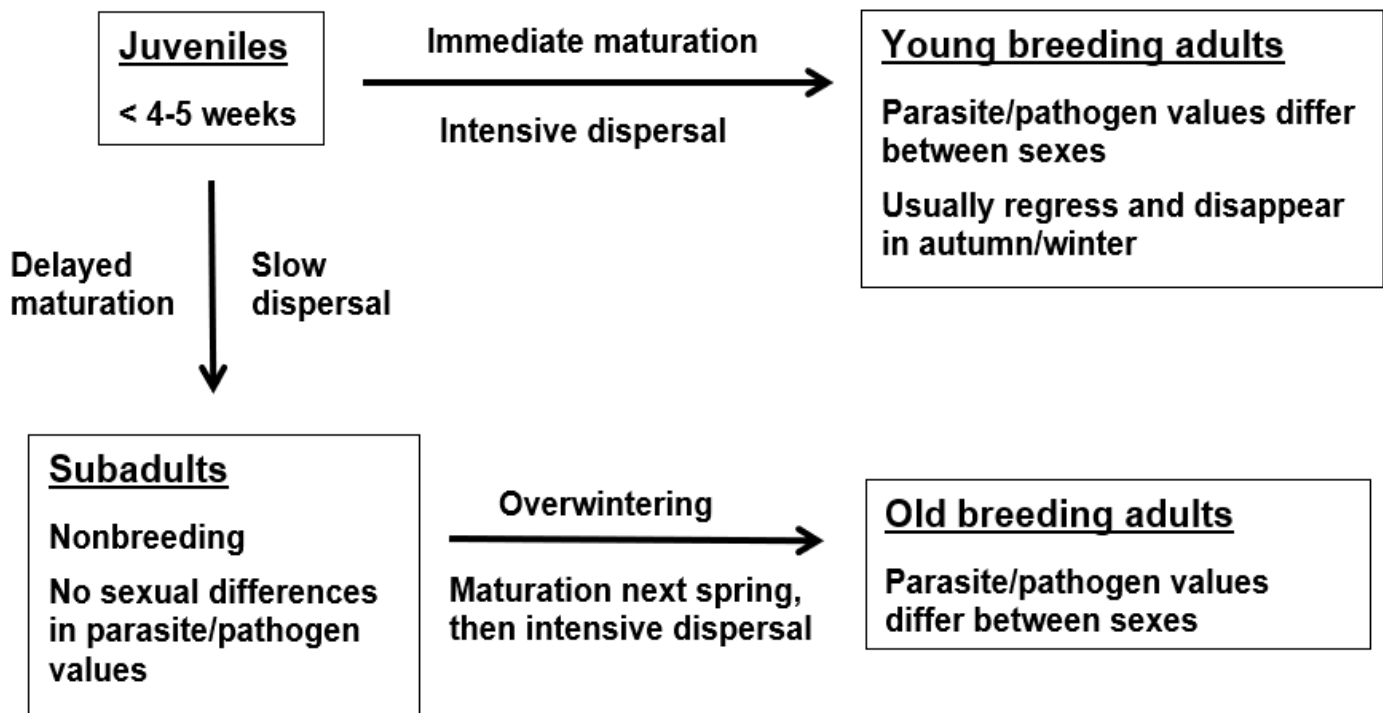 Juveniles
< 4-5 weeks
Immediate maturation
Intensive dispersal
Young breeding adults
Parasite/pathogen values differ
between sexes
Usually regress and disappear
in autumn/winter
Delayed
maturation
Slow
dispersal
Subadults
Nonbreeding
No sexual differences
in parasite/pathogen
values
Overwintering
Maturation next spring,
then intensive dispersal
Old breeding adults
Parasite/pathogen values
differ between sexes